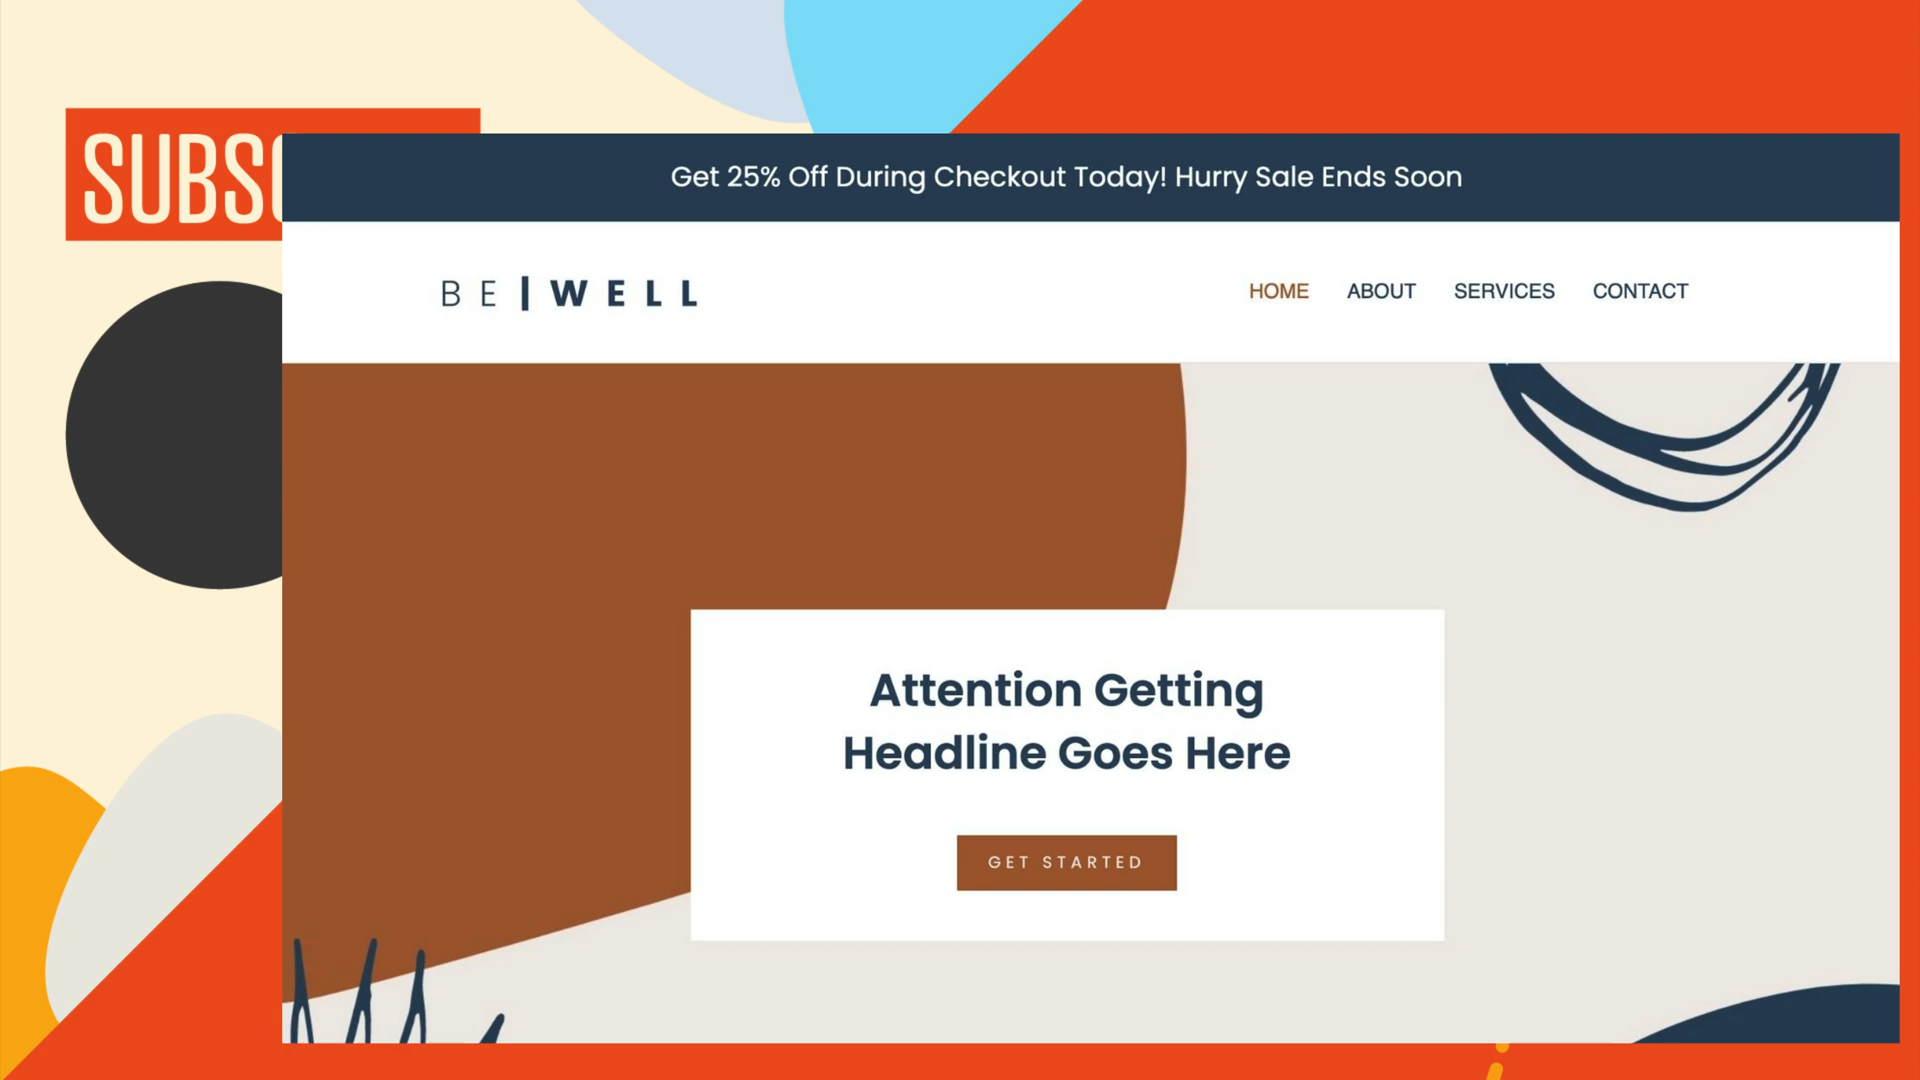 SUBSC
Get 25% Off During Checkout Today! Hurry Sale Ends Soon
BE|WELL
HOME ABOUT SERVICES CONTACT
Attention Getting
Headline Goes Here
GET STARTED